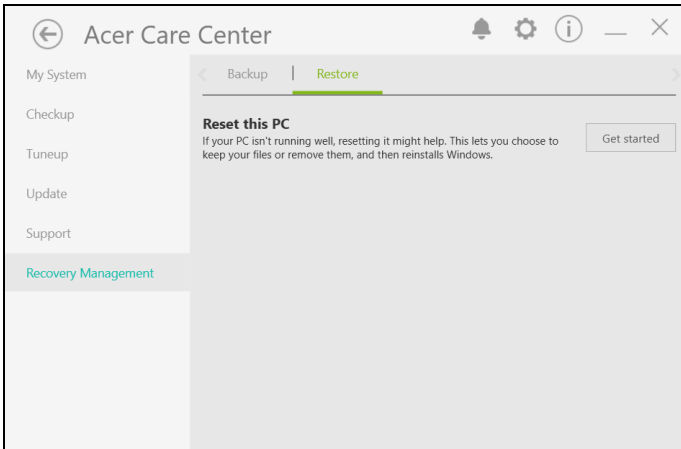 Acer Care Center
My System
Checkup
Tuneup
Update
Support
Recovery Management
Backup | Restore
Reset this PC
If your PC isn't running well, resetting it might help. This lets you choose to
keep your files or remove them, and then reinstalls Windows.
Get started